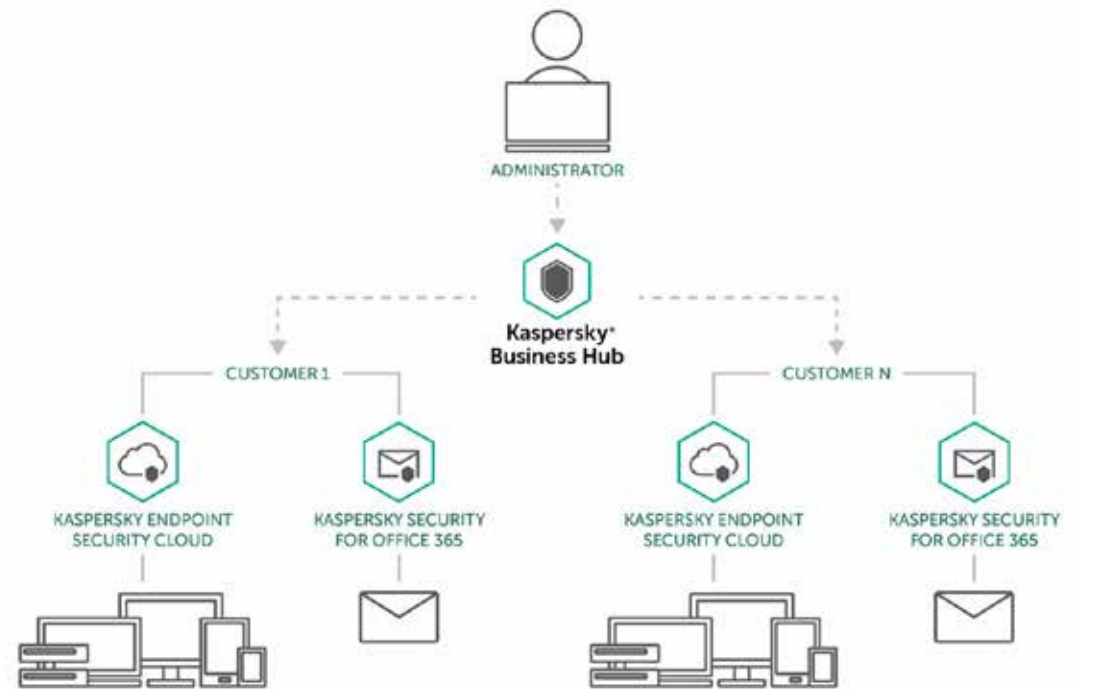 ADMINISTRATOR
Kaspersky®
Business Hub
CUSTOMER 1
CUSTOMER N
KASPERSKY ENDPOINT
SECURITY CLOUD
KASPERSKY SECURITY
FOR OFFICE 365
KASPERSKY ENDPOINT
SECURITY CLOUD
KASPERSKY SECURITY
FOR OFFICE 365